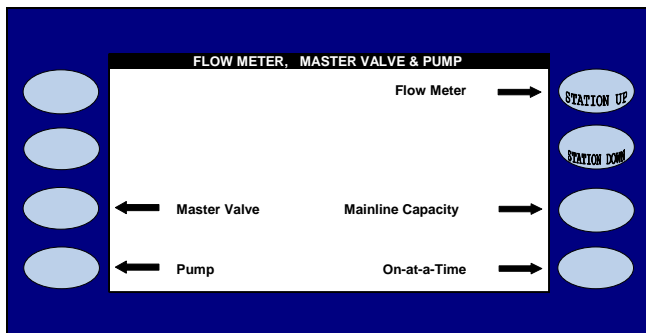 FLOW METER, MASTER VALVE & PUMP
Flow Meter
STATION UP
STATION DOWN
Master Valve
Mainline Capacity
Pump
On-at-a-Time